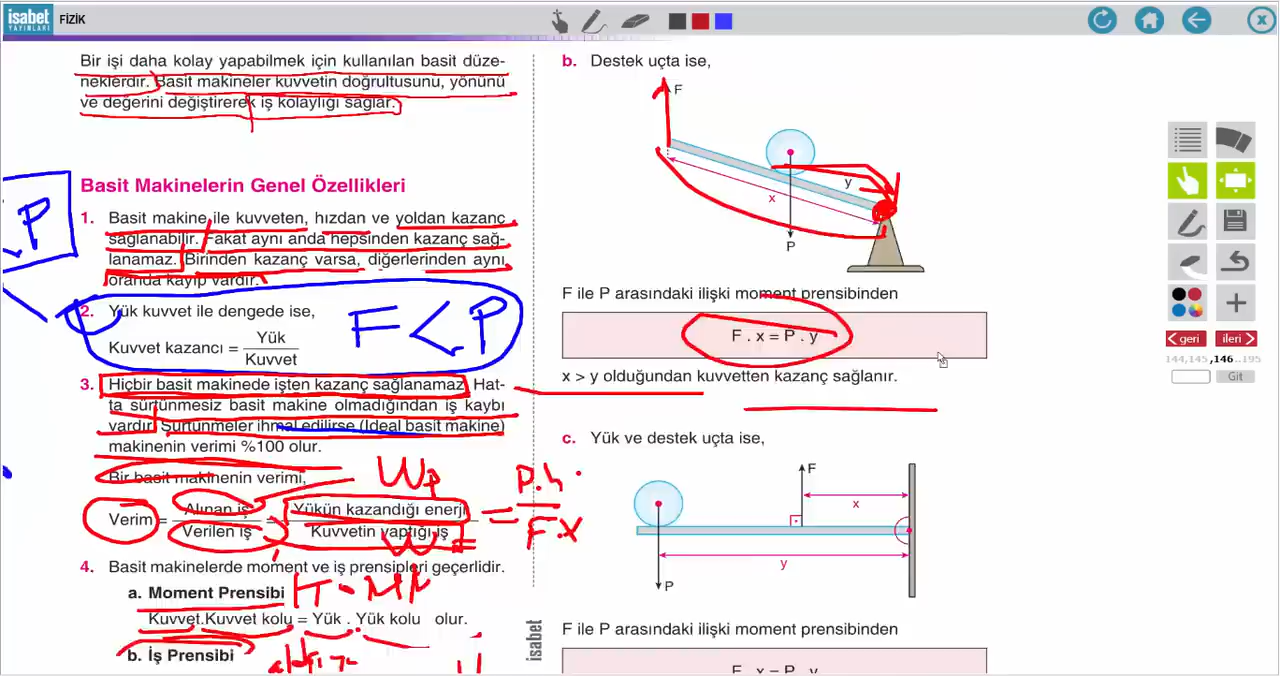 isabet
YAYINLARI
FİZİK
Bir işi daha kolay yapabilmek için kullanılan basit düze-
neklerdir. Basit makineler kuvvetin doğrultusunu, yönünü
ve değerini değiştirerek iş kolaylığı sağlar.
Basit Makinelerin Genel Özellikleri
1. Basit makine ile kuvveten, hızdan ve yoldan kazanç
sağlanabilir. Fakat aynı anda hepsinden kazanç sağ-
lanamaz. Birinden kazanç varsa, diğerlerinden aynı
oranda kayıp vardır.
P
2. Yük kuvvet ile dengede ise,
Kuvvet kazancı = Yük
Kuvvet
F < P
3. Hiçbir basit makinede işten kazanç sağlanamaz. Hat-
ta sürtünmesiz basit makine olmadığından iş kaybı
vardır. Sürtünmeler ihmal edilirse (İdeal basit makine)
makinenin verimi %100 olur.
Bir basit makinenin verimi,
Wp
Verim = Alınan iş = Yükün kazandığı enerji = P.h
Verilen iş Kuvvetin yaptığı iş F.x
W F
4. Basit makinelerde moment ve iş prensipleri geçerlidir.
a. Moment Prensibi
Kuvvet.Kuvvet kolu = Yük . Yük kolu olur.
b. İş Prensibi
isabet
b. Destek uçta ise,
F
y
x
P
F ile P arasındaki ilişki moment prensibinden
F . x = P . y
x > y olduğundan kuvvetten kazanç sağlanır.
c. Yük ve destek uçta ise,
F
x
y
P
F ile P arasındaki ilişki moment prensibinden
F . x = P . y
geri ileri
144,145,146...195
Git